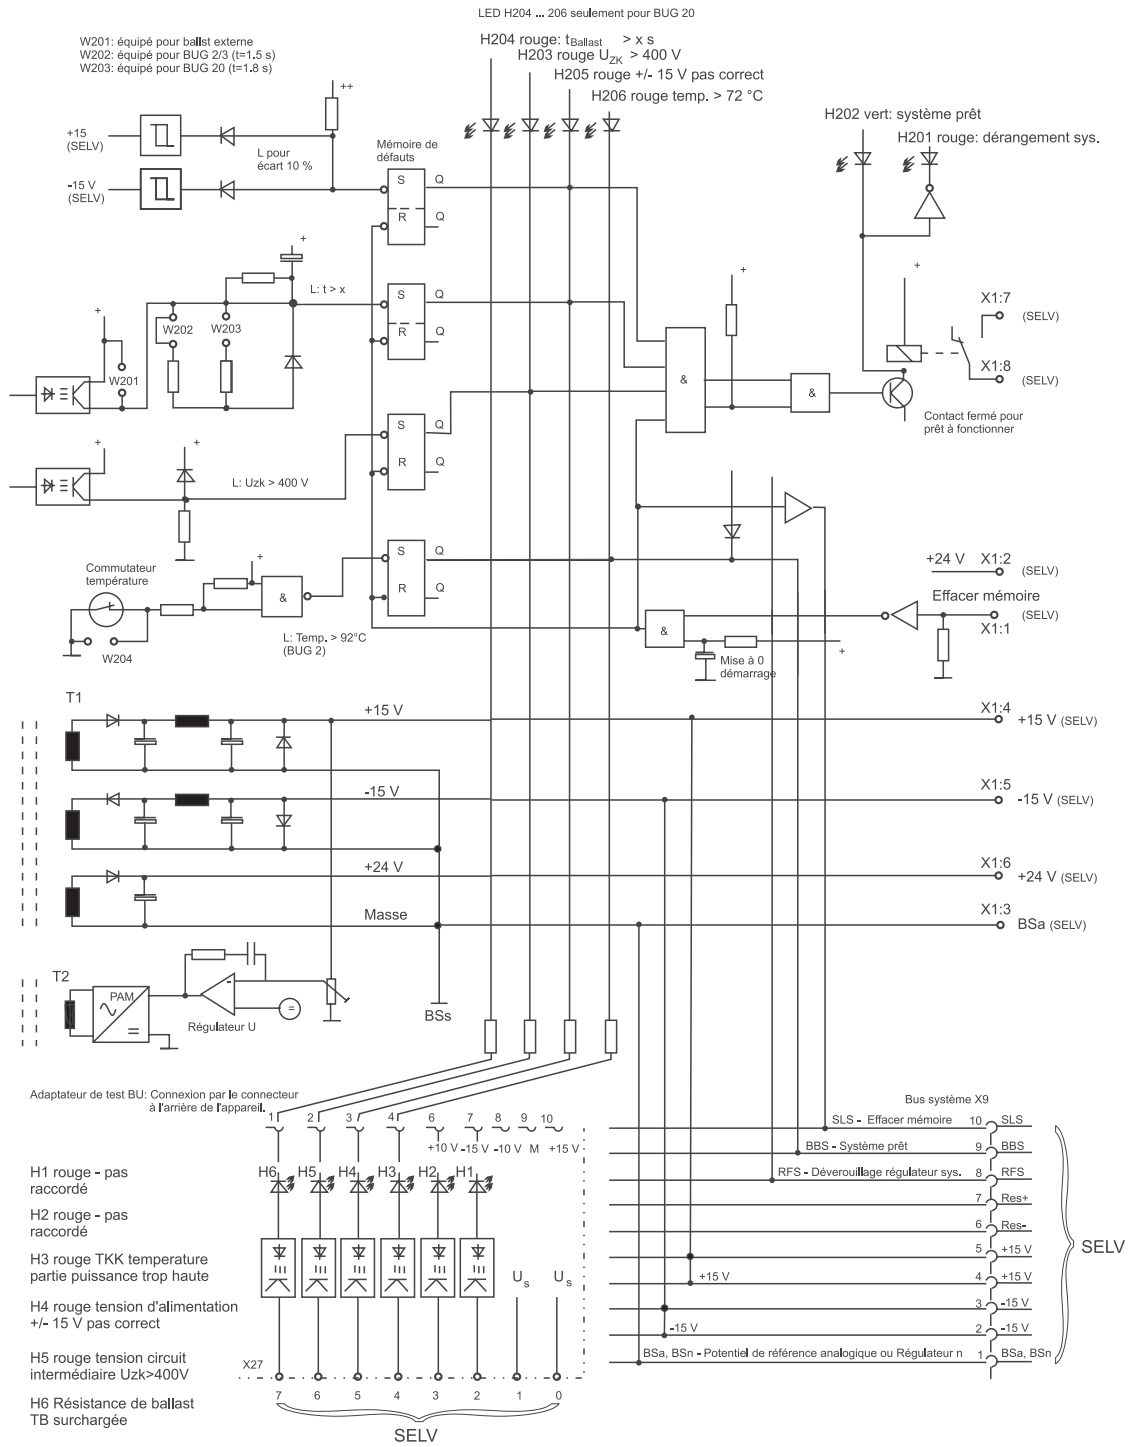 LED H204 ... 206 seulement pour BUG 20
W201: équipé pour ballst externe
W202: équipé pour BUG 2/3 (t=1.5 s)
W203: équipé pour BUG 20 (t=1.8 s)
H204 rouge: tBallast > x s
H203 rouge UZK > 400 V
H205 rouge +/- 15 V pas correct
H206 rouge temp. > 72 °C
H202 vert: système prêt
H201 rouge: dérangement sys.
++
+15
(SELV)
-15 V
(SELV)
L pour
écart 10 %
Mémoire de
défauts
S Q
R Q
+
L: t > x
S Q
R Q
+
W202
W203
W201
+
+
X1:7
(SELV)
X1:8
(SELV)
&
&
Contact fermé pour
prêt à fonctionner
S Q
R Q
+
+
L: Uzk > 400 V
S Q
R
Commutateur
température
+
&
W204
L: Temp. > 92°C
(BUG 2)
+24 V X1:2
(SELV)
Effacer mémoire
(SELV)
X1:1
&
+
Mise à 0
démarrage
T1
+15 V
X1:4
+15 V (SELV)
-15 V
X1:5
-15 V (SELV)
+24 V
X1:6
+24 V (SELV)
Masse
X1:3
BSa (SELV)
T2
PAM
-
=
Régulateur U
BSs
Adaptateur de test BU: Connexion par le connecteur
à l'arrière de l'appareil.
1 2 3 4 6 7 8 9 10
+10 V -15 V -10 V M +15 V
H1 rouge - pas
raccordé
H2 rouge - pas
raccordé
H3 rouge TKK temperature
partie puissance trop haute
H4 rouge tension d'alimentation
+/- 15 V pas correct
H5 rouge tension circuit
intermédiaire Uzk>400V
H6 Résistance de ballast
TB surchargée
H6 H5 H4 H3 H2 H1
Us Us
X27
7 6 5 4 3 2 1 0
SELV
Bus système X9
SLS - Effacer mémoire 10 SLS
BBS - Système prêt 9 BBS
RFS - Déverouillage régulateur sys. 8 RFS
7 Res+
6 Res-
5 +15 V
+15 V 4 +15 V
3 -15 V
-15 V 2 -15 V
BSa, BSn - Potentiel de référence analogique ou Régulateur n 1 BSa, BSn
SELV